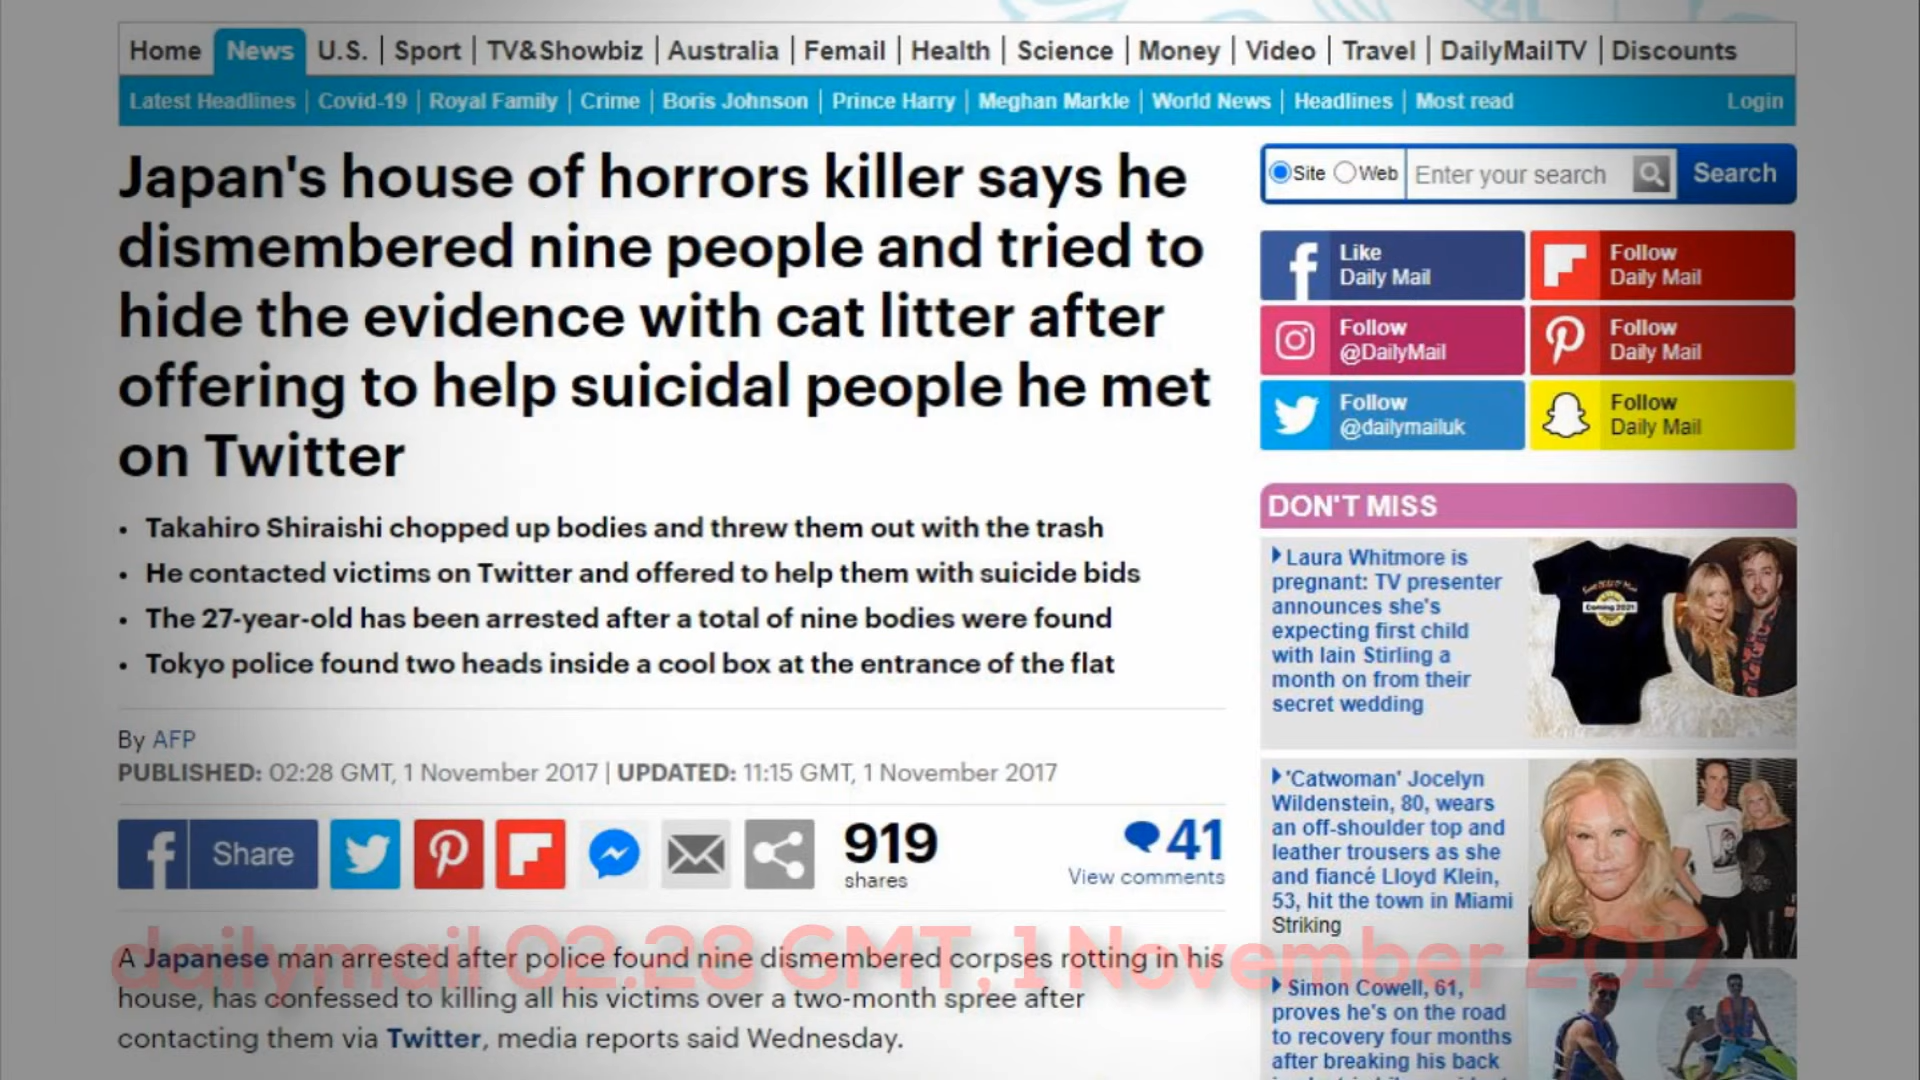 Home News U.S. Sport TV&Showbiz Australia Femail Health Science Money Video Travel DailyMailTV Discounts
Latest Headlines Covid-19 Royal Family Crime Boris Johnson Prince Harry Meghan Markle World News Headlines Most read Login
Japan's house of horrors killer says he
dismembered nine people and tried to
hide the evidence with cat litter after
offering to help suicidal people he met
on Twitter
• Takahiro Shiraishi chopped up bodies and threw them out with the trash
• He contacted victims on Twitter and offered to help them with suicide bids
• The 27-year-old has been arrested after a total of nine bodies were found
• Tokyo police found two heads inside a cool box at the entrance of the flat
By AFP
PUBLISHED: 02:28 GMT, 1 November 2017 | UPDATED: 11:15 GMT, 1 November 2017
Share
919
shares
41
View comments
A Japanese man arrested after police found nine dismembered corpses rotting in his
house, has confessed to killing all his victims over a two-month spree after
contacting them via Twitter, media reports said Wednesday.
dailymail 02:28 GMT, 1 November 2017
Site Web Enter your search Search
Like
Daily Mail
Follow
Daily Mail
Follow
@DailyMail
Follow
Daily Mail
Follow
@dailymailuk
Follow
Daily Mail
DON'T MISS
Laura Whitmore is
pregnant: TV presenter
announces she's
expecting first child
with Iain Stirling a
month on from their
secret wedding
Coming 2021
'Catwoman' Jocelyn
Wildenstein, 80, wears
an off-shoulder top and
leather trousers as she
and fiancé Lloyd Klein,
53, hit the town in Miami
Striking
Simon Cowell, 61,
proves he's on the road
to recovery four months
after breaking his back